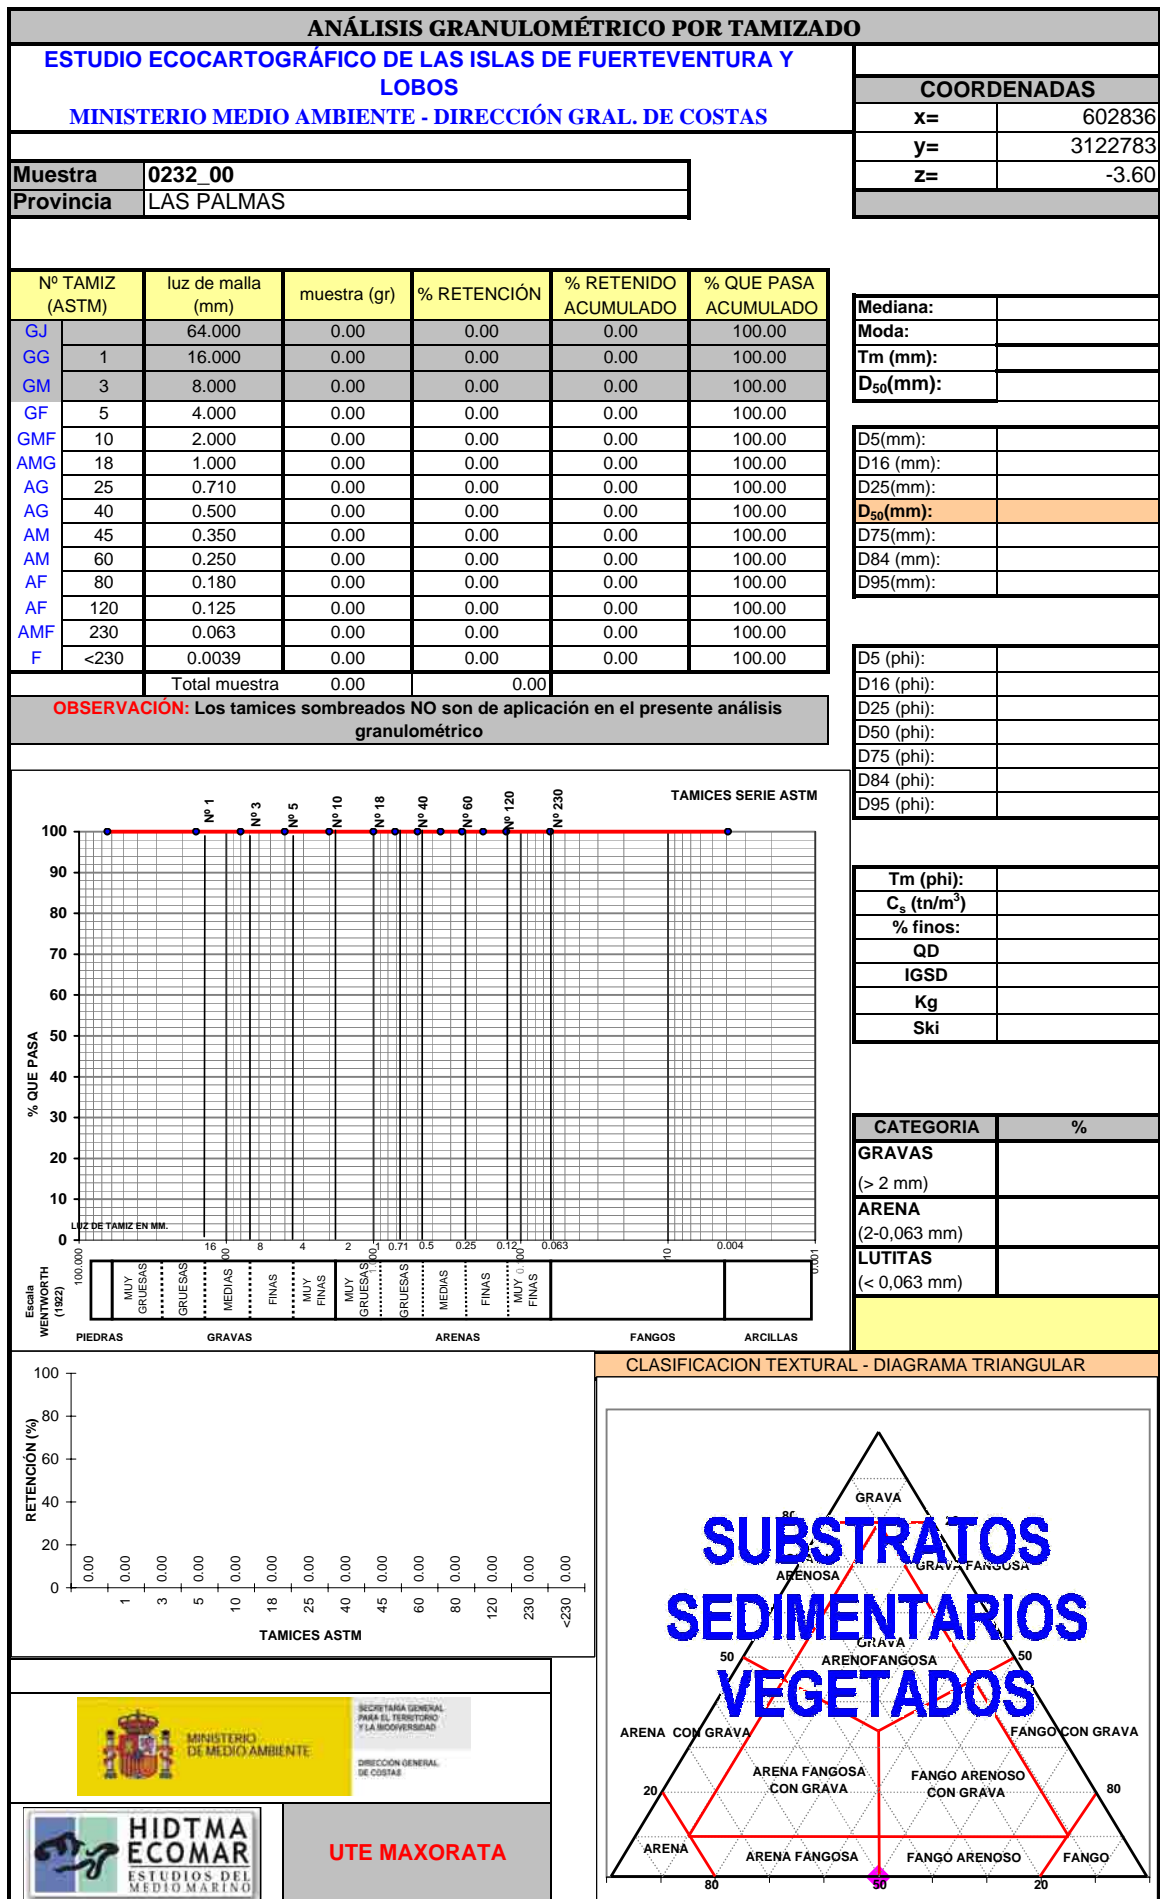 ANÁLISIS GRANULOMÉTRICO POR TAMIZADO
ESTUDIO ECOCARTOGRÁFICO DE LAS ISLAS DE FUERTEVENTURA Y
LOBOS
MINISTERIO MEDIO AMBIENTE - DIRECCIÓN GRAL. DE COSTAS
COORDENADAS
x= 602836
y= 3122783
z= -3.60
Muestra 0232_00
Provincia LAS PALMAS
Nº TAMIZ (ASTM) luz de malla (mm) muestra (gr) % RETENCIÓN % RETENIDO ACUMULADO % QUE PASA ACUMULADO
GJ 64.000 0.00 0.00 0.00 100.00
GG 1 16.000 0.00 0.00 0.00 100.00
GM 3 8.000 0.00 0.00 0.00 100.00
GF 5 4.000 0.00 0.00 0.00 100.00
GMF 10 2.000 0.00 0.00 0.00 100.00
AMG 18 1.000 0.00 0.00 0.00 100.00
AG 25 0.710 0.00 0.00 0.00 100.00
AG 40 0.500 0.00 0.00 0.00 100.00
AM 45 0.350 0.00 0.00 0.00 100.00
AM 60 0.250 0.00 0.00 0.00 100.00
AF 80 0.180 0.00 0.00 0.00 100.00
AF 120 0.125 0.00 0.00 0.00 100.00
AMF 230 0.063 0.00 0.00 0.00 100.00
F <230 0.0039 0.00 0.00 0.00 100.00
Total muestra 0.00 0.00
OBSERVACIÓN: Los tamices sombreados NO son de aplicación en el presente análisis
granulométrico
Mediana:
Moda:
Tm (mm):
D50(mm):
D5(mm):
D16 (mm):
D25(mm):
D50(mm):
D75(mm):
D84 (mm):
D95(mm):
D5 (phi):
D16 (phi):
D25 (phi):
D50 (phi):
D75 (phi):
D84 (phi):
D95 (phi):
Tm (phi):
Cs (tn/m3)
% finos:
QD
IGSD
Kg
Ski
CATEGORIA %
GRAVAS
(> 2 mm)
ARENA
(2-0,063 mm)
LUTITAS
(< 0,063 mm)
TAMICES SERIE ASTM
Nº 1 Nº 3 Nº 5 Nº 10 Nº 18 Nº 40 Nº 60 Nº 120 Nº 230
% QUE PASA
100
90
80
70
60
50
40
30
20
10
0
LUZ DE TAMIZ EN MM.
16 8 4 2 1 0.71 0.5 0.25 0.12 0.063 0.004
100.000 0.001
Escala WENTWORTH (1922)
MUY GRUESAS GRUESAS MEDIAS FINAS MUY FINAS MUY GRUESAS GRUESAS MEDIAS FINAS MUY FINAS
PIEDRAS GRAVAS ARENAS FANGOS ARCILLAS
RETENCIÓN (%)
100
80
60
40
20
0
0.00 0.00 0.00 0.00 0.00 0.00 0.00 0.00 0.00 0.00 0.00 0.00 0.00 0.00
1 3 5 10 18 25 40 45 60 80 120 230 <230
TAMICES ASTM
CLASIFICACION TEXTURAL - DIAGRAMA TRIANGULAR
GRAVA
SUBSTRATOS
ARENOSA
GRAVA FANGOSA
SEDIMENTARIOS
GRAVA
ARENOFANGOSA
50 50
VEGETADOS
ARENA CON GRAVA
FANGO CON GRAVA
ARENA FANGOSA
CON GRAVA
FANGO ARENOSO
CON GRAVA
20 80
ARENA
ARENA FANGOSA
FANGO ARENOSO
FANGO
80 50 20
MINISTERIO
DE MEDIO AMBIENTE
SECRETARÍA GENERAL
PARA EL TERRITORIO
Y LA BIODIVERSIDAD
DIRECCIÓN GENERAL
DE COSTAS
HIDTMA
ECOMAR
ESTUDIOS DEL
MEDIO MARINO
UTE MAXORATA